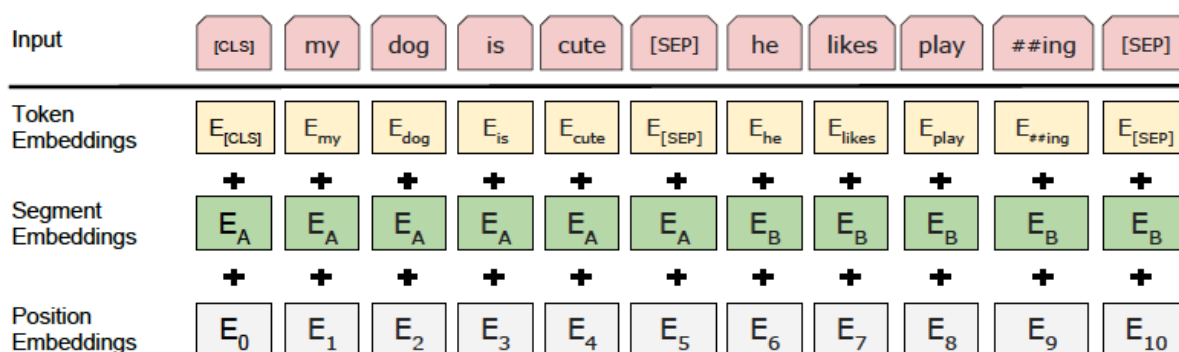 Input [CLS] my dog is cute [SEP] he likes play ##ing [SEP]
Token
Embeddings
E[CLS] Emy Edog Eis Ecute E[SEP] Ehe Elikes Eplay E##ing E[SEP]
+ + + + + + + + + + +
Segment
Embeddings
EA EA EA EA EA EA EB EB EB EB EB
+ + + + + + + + + + +
Position
Embeddings
E0 E1 E2 E3 E4 E5 E6 E7 E8 E9 E10